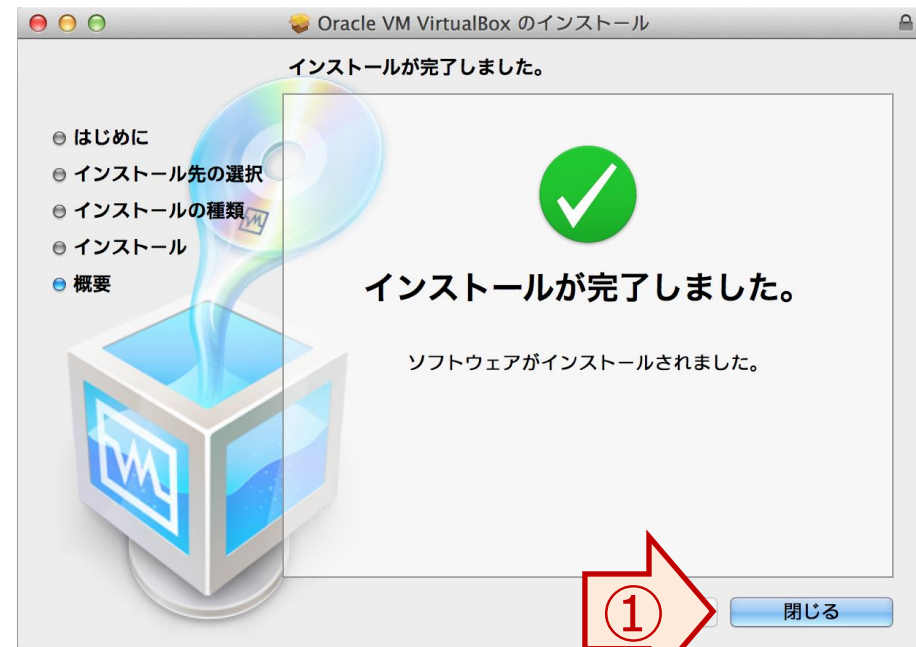 Oracle VM VirtualBox のインストール
インストールが完了しました。
はじめに
インストール先の選択
インストールの種類
インストール
概要
インストールが完了しました。
ソフトウェアがインストールされました。
①
閉じる